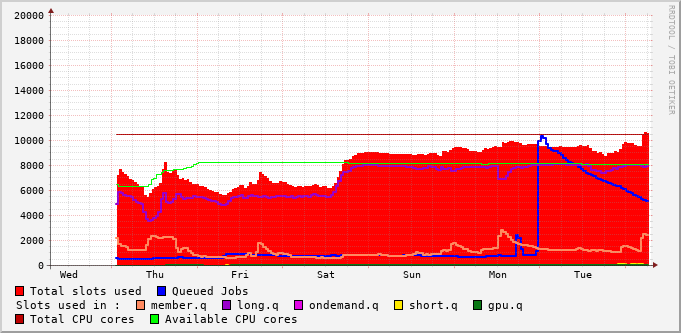 20000
18000
16000
14000
12000
10000
8000
6000
4000
2000
0
Wed Thu Fri Sat Sun Mon Tue
RRDTOOL / TOBI OETIKER
Total slots used Queued Jobs
Slots used in : member.q long.q ondemand.q short.q gpu.q
Total CPU cores Available CPU cores